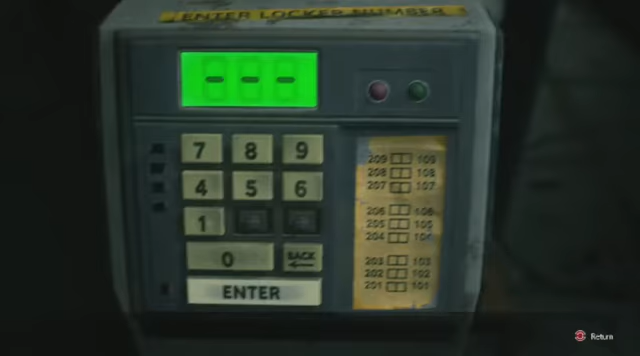 ENTER LOCKER NUMBER
- - -
7 8 9
4 5 6
1
0 BACK
ENTER
209 109
208 108
207 107
206 106
205 105
204 104
203 103
202 102
201 101
Return